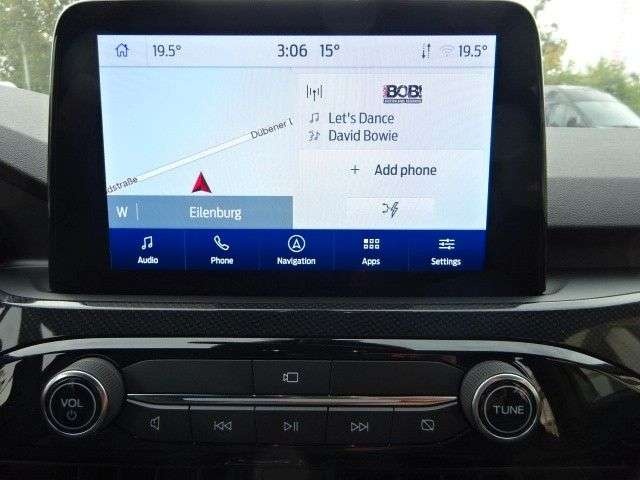 19.5° 3:06 15° 19.5°
BOB!
Let's Dance
David Bowie
Dübener L
dstraße
+ Add phone
W Eilenburg
Audio Phone Navigation Apps Settings
VOL
TUNE